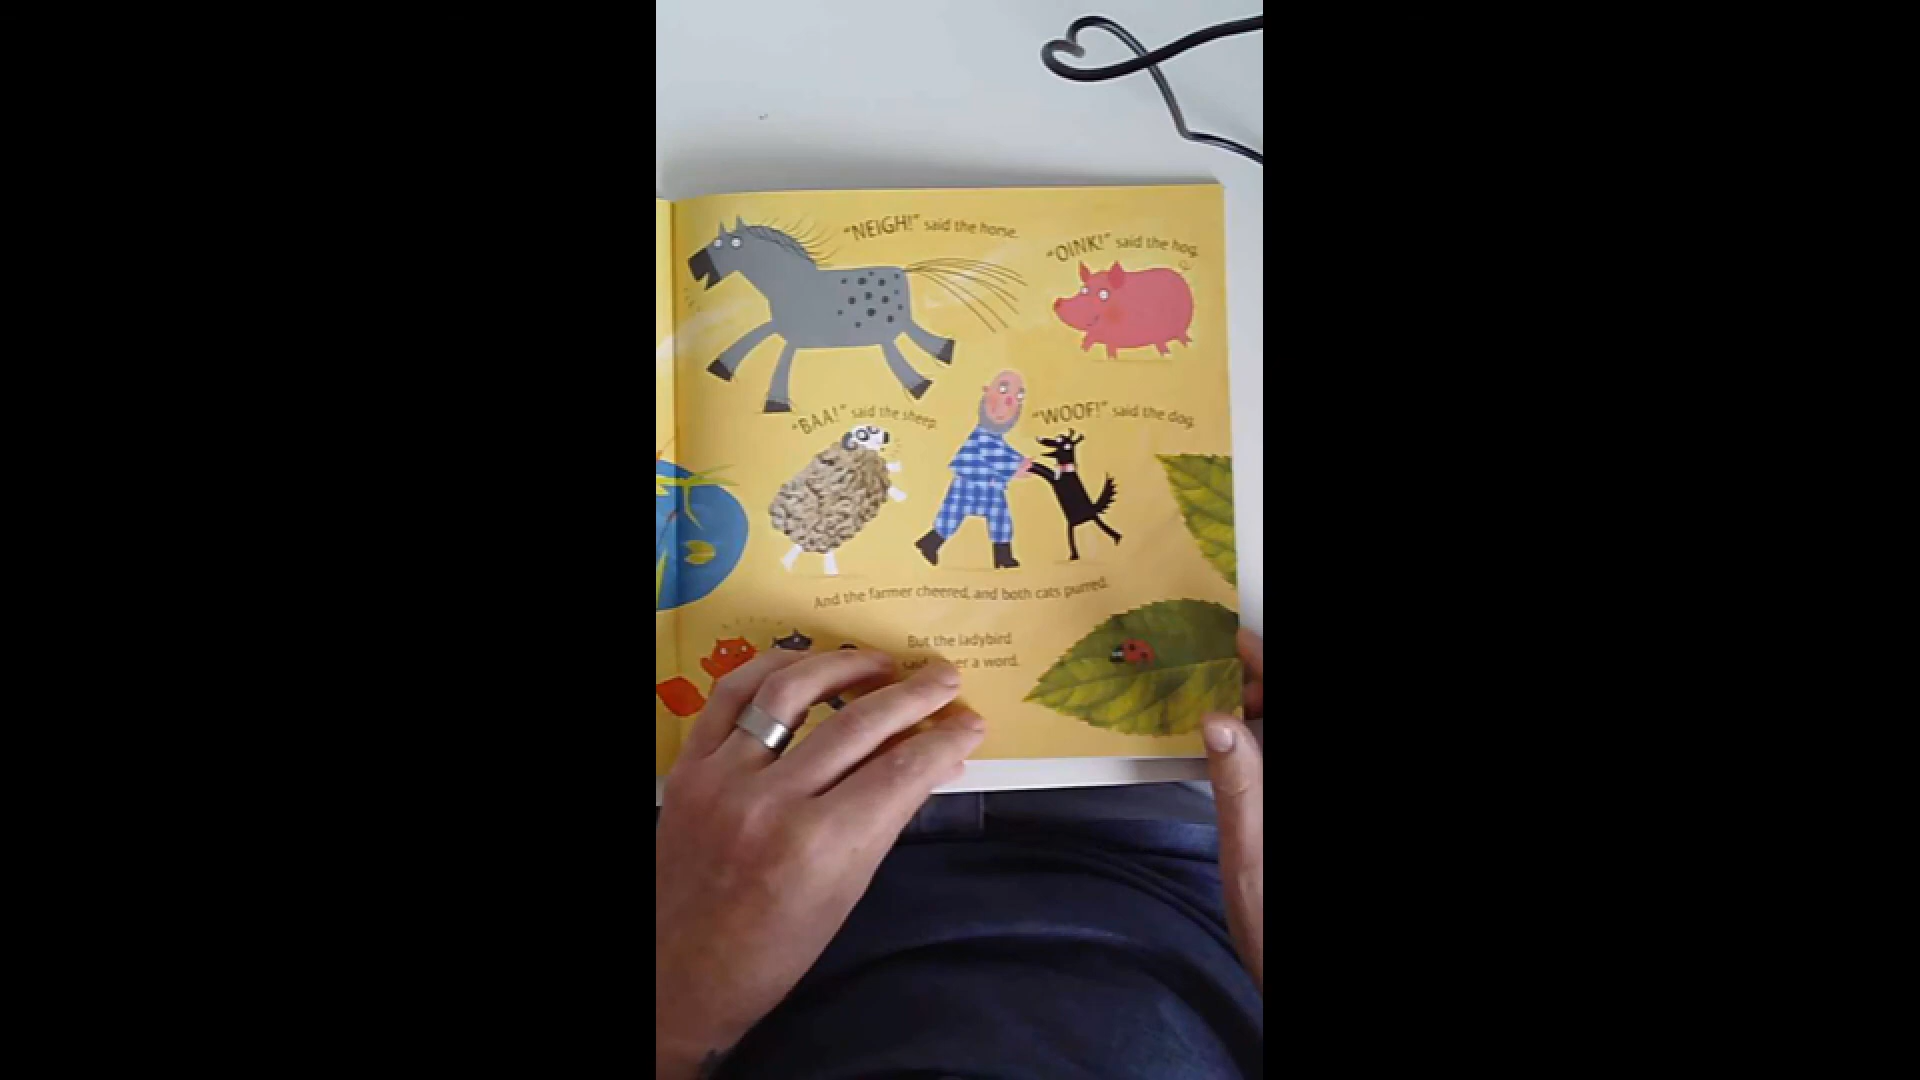 "NEIGH!" said the horse.
"OINK!" said the hog.
"BAA!" said the sheep.
"WOOF!" said the dog.
And the farmer cheered, and both cats purred.
But the ladybird
a word.